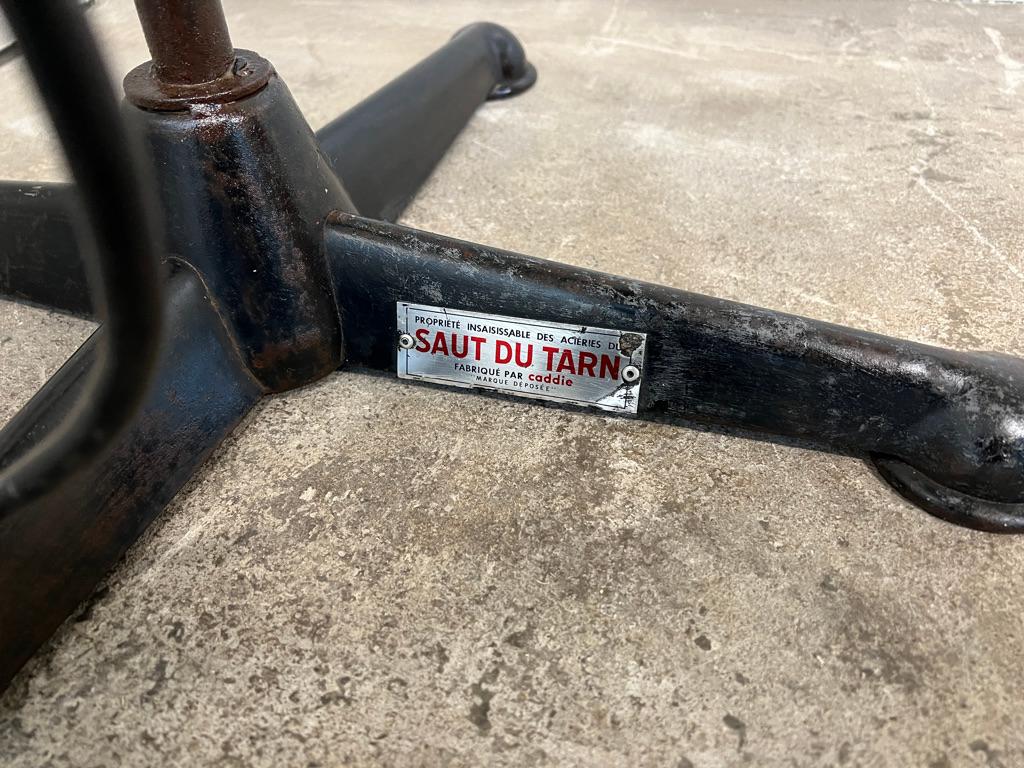 PROPRIÉTÉ INSAISISSABLE DES ACIÉRIES DU
SAUT DU TARN
FABRIQUÉ PAR caddie
"MARQUE DÉPOSÉE"